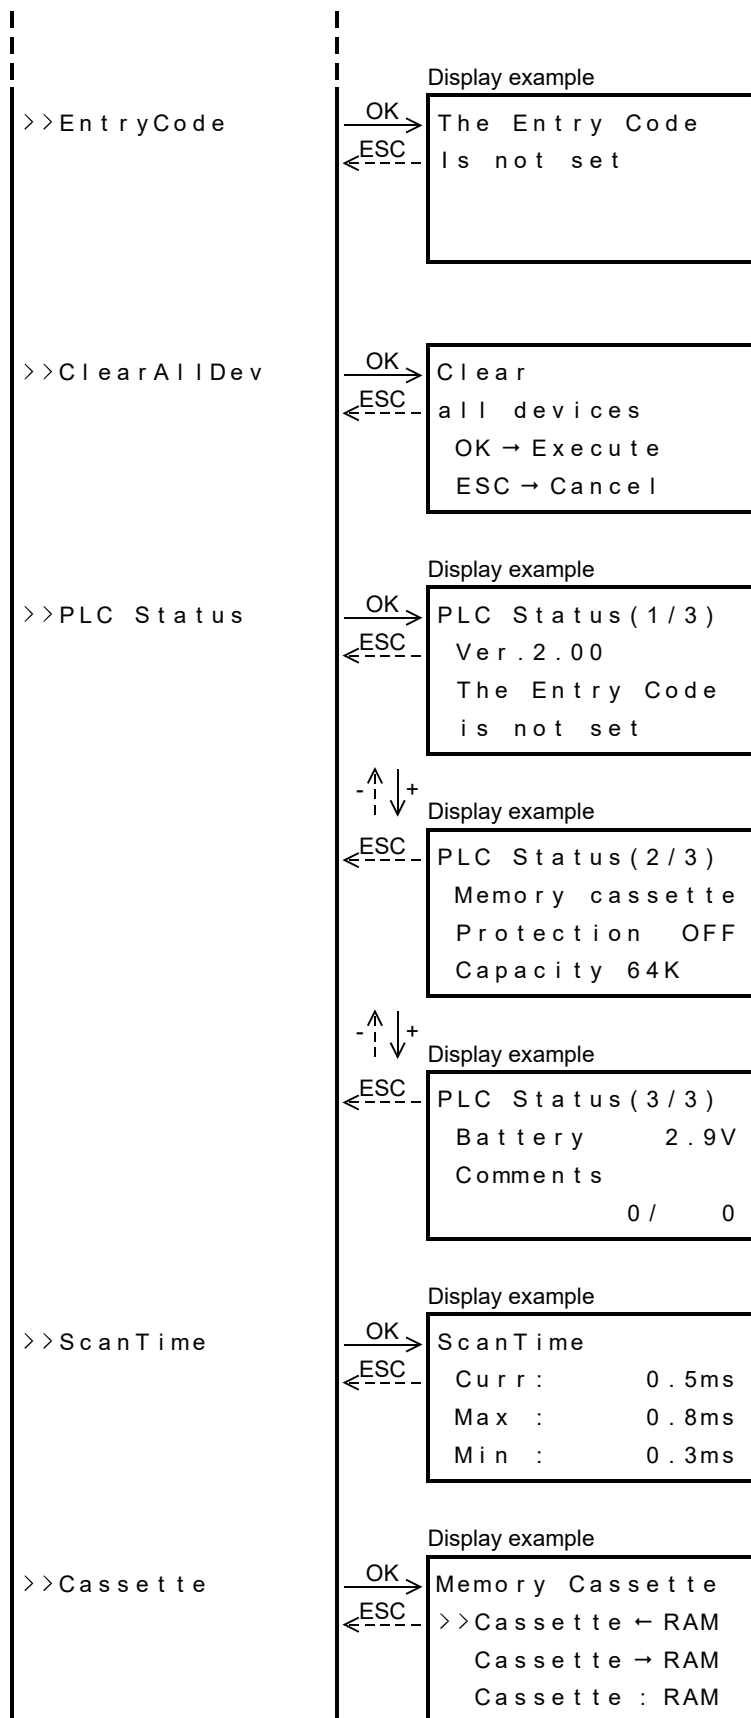 Display example
>>EntryCode
OK
ESC
The Entry Code
Is not set
>>ClearAllDev
OK
ESC
Clear
all devices
OK → Execute
ESC → Cancel
Display example
>>PLC Status
OK
ESC
PLC Status(1/3)
Ver.2.00
The Entry Code
is not set
- +
Display example
ESC
PLC Status(2/3)
Memory cassette
Protection OFF
Capacity 64K
- +
Display example
ESC
PLC Status(3/3)
Battery 2.9V
Comments
0/ 0
Display example
>>ScanTime
OK
ESC
ScanTime
Curr: 0.5ms
Max : 0.8ms
Min : 0.3ms
Display example
>>Cassette
OK
ESC
Memory Cassette
>>Cassette ← RAM
Cassette → RAM
Cassette : RAM